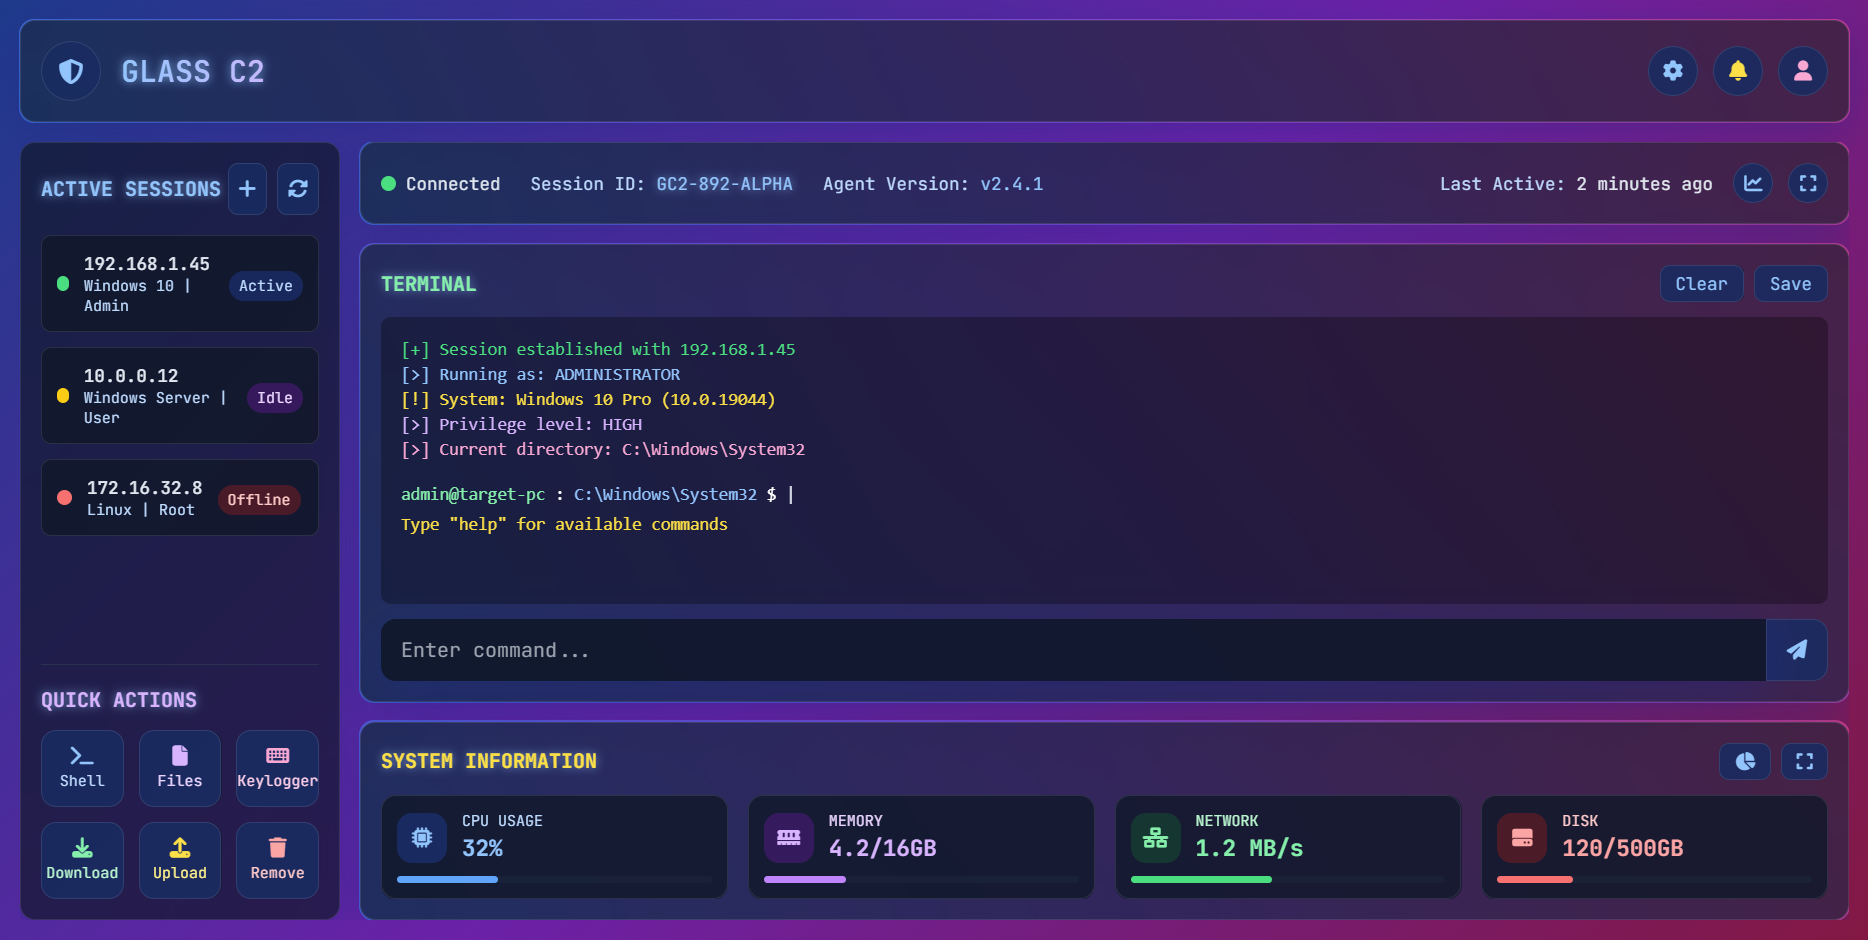 GLASS C2
ACTIVE SESSIONS
192.168.1.45
Windows 10 |
Admin
Active
10.0.0.12
Windows Server |
User
Idle
172.16.32.8
Linux | Root
Offline
QUICK ACTIONS
Shell
Files
Keylogger
Download
Upload
Remove
Connected
Session ID: GC2-892-ALPHA
Agent Version: v2.4.1
Last Active: 2 minutes ago
TERMINAL
Clear
Save
[+] Session established with 192.168.1.45
[>] Running as: ADMINISTRATOR
[!] System: Windows 10 Pro (10.0.19044)
[>] Privilege level: HIGH
[>] Current directory: C:\Windows\System32
admin@target-pc : C:\Windows\System32 $ |
Type "help" for available commands
Enter command...
SYSTEM INFORMATION
CPU USAGE
32%
MEMORY
4.2/16GB
NETWORK
1.2 MB/s
DISK
120/500GB